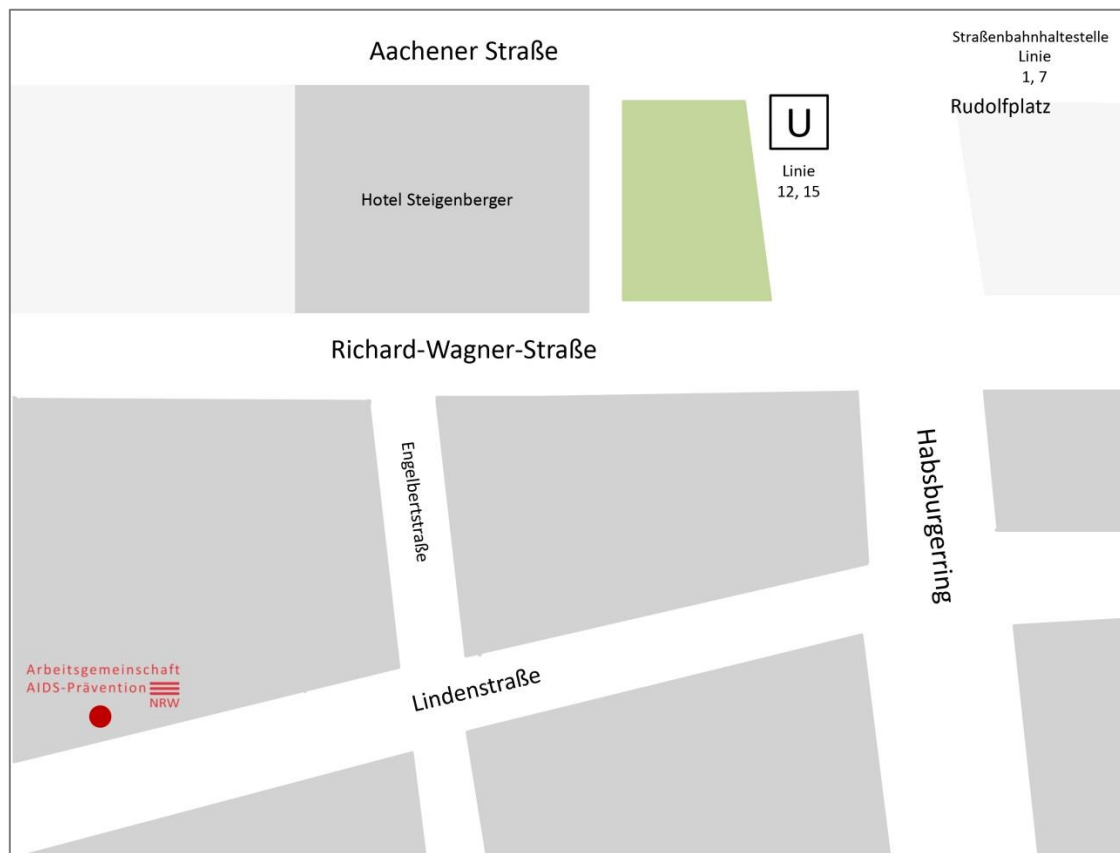 Aachener Straße
Straßenbahnhaltestelle
Linie
1, 7
Rudolfplatz
U
Linie
12, 15
Hotel Steigenberger
Richard-Wagner-Straße
Engelbertstraße
Habsburgerring
Arbeitsgemeinschaft
AIDS-Prävention
NRW
Lindenstraße